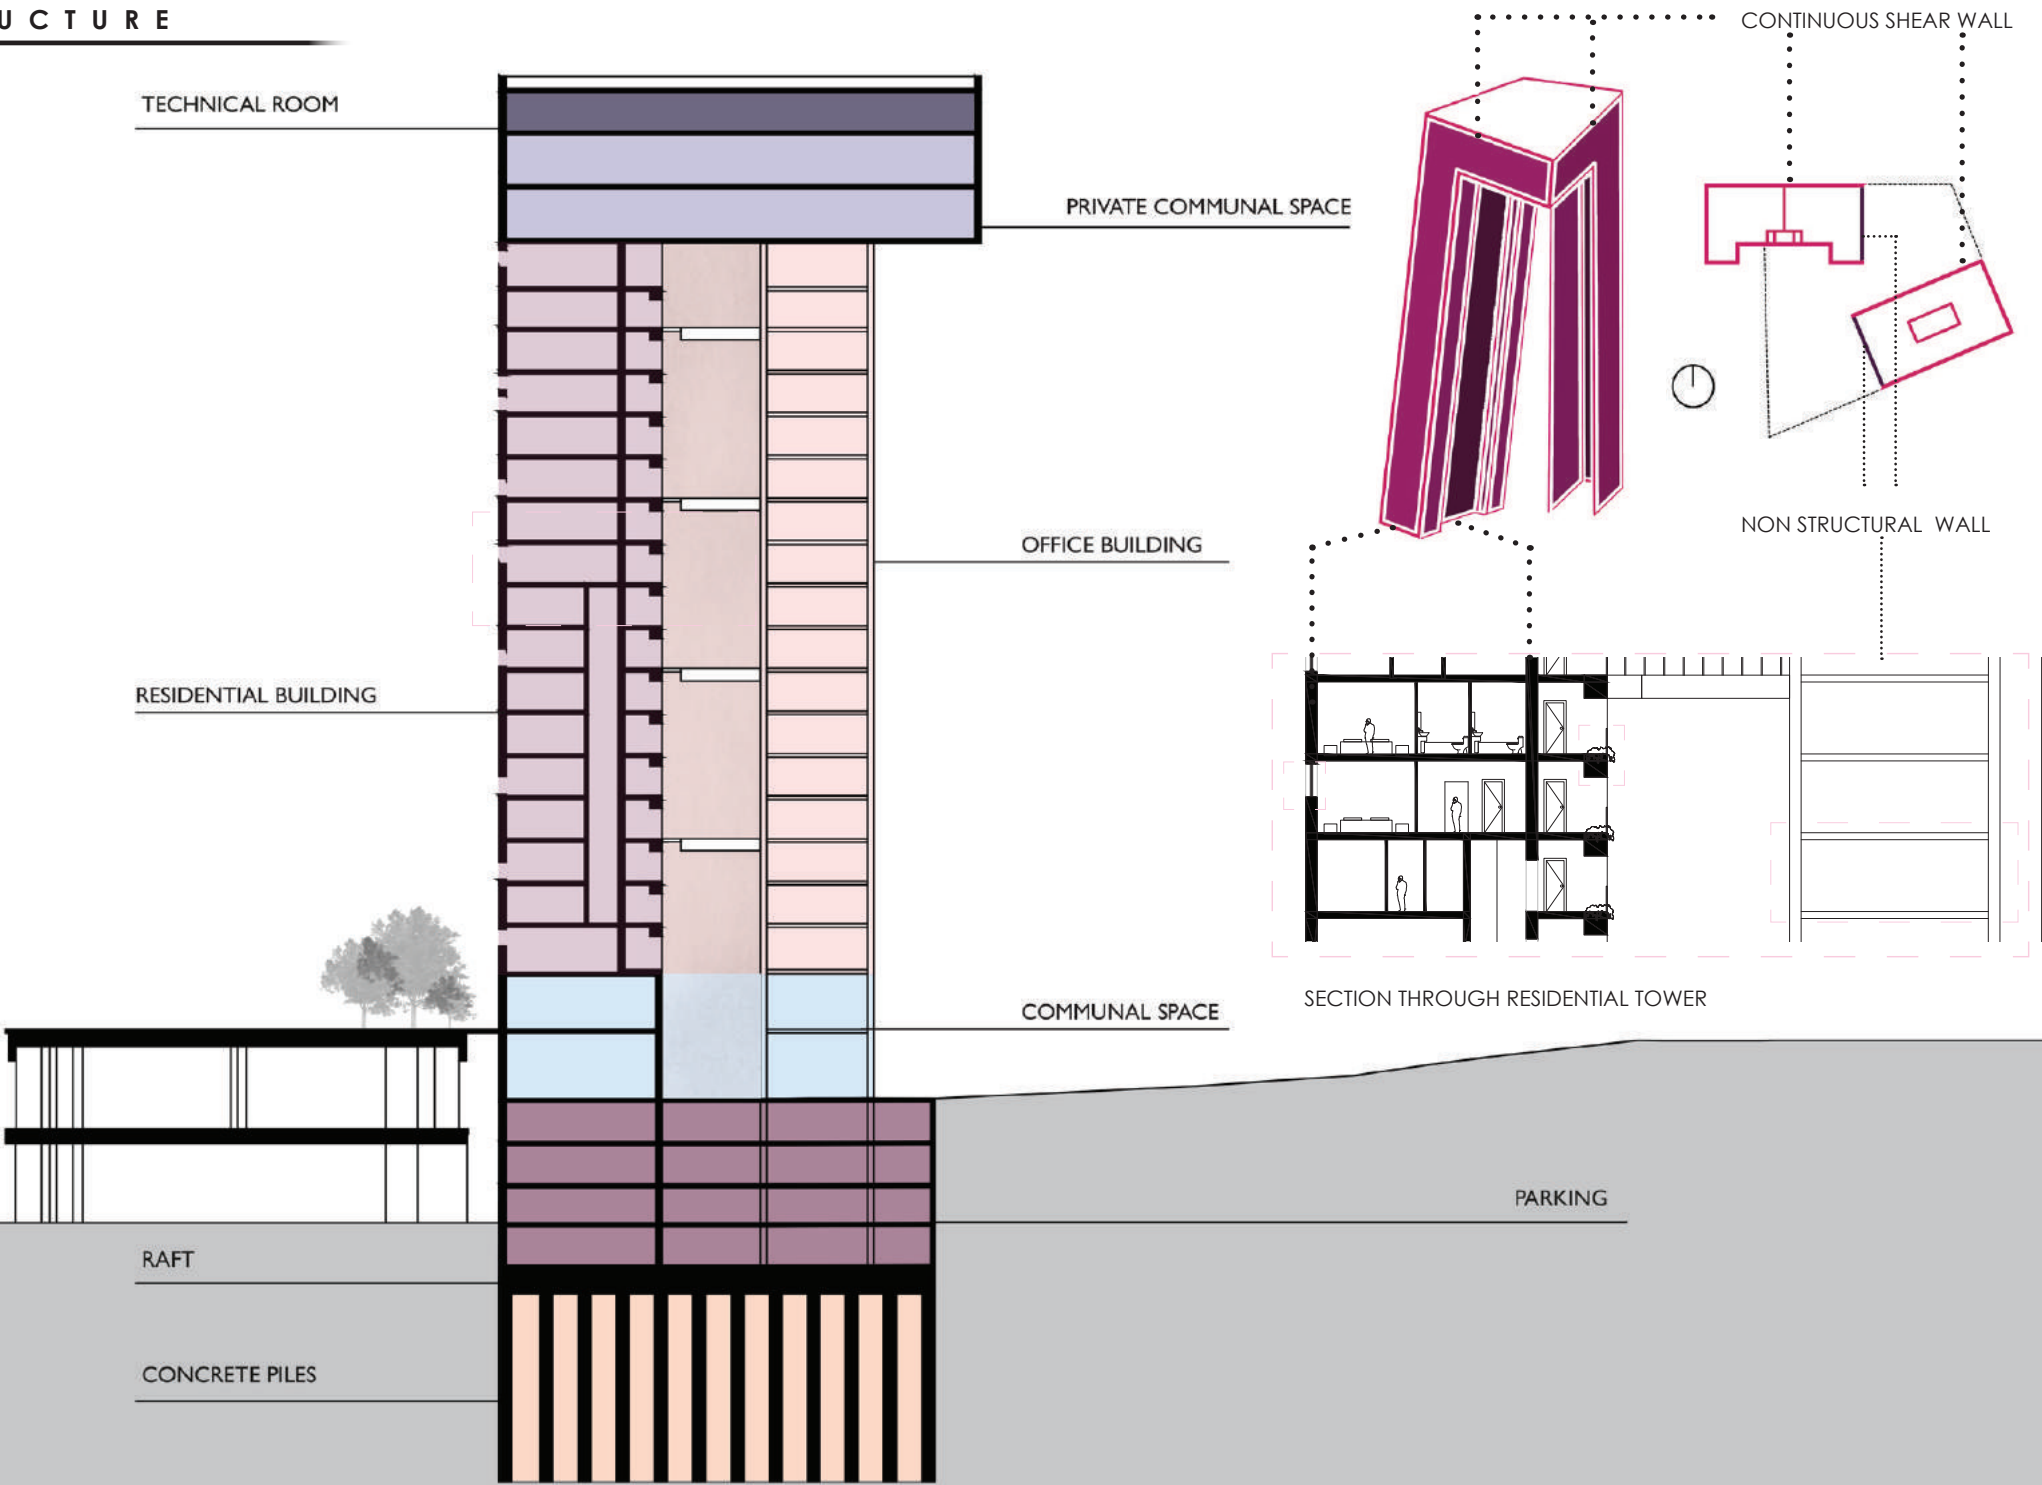 UCTURE
CONTINUOUS SHEAR WALL
TECHNICAL ROOM
PRIVATE COMMUNAL SPACE
NON STRUCTURAL WALL
OFFICE BUILDING
RESIDENTIAL BUILDING
SECTION THROUGH RESIDENTIAL TOWER
COMMUNAL SPACE
PARKING
RAFT
CONCRETE PILES